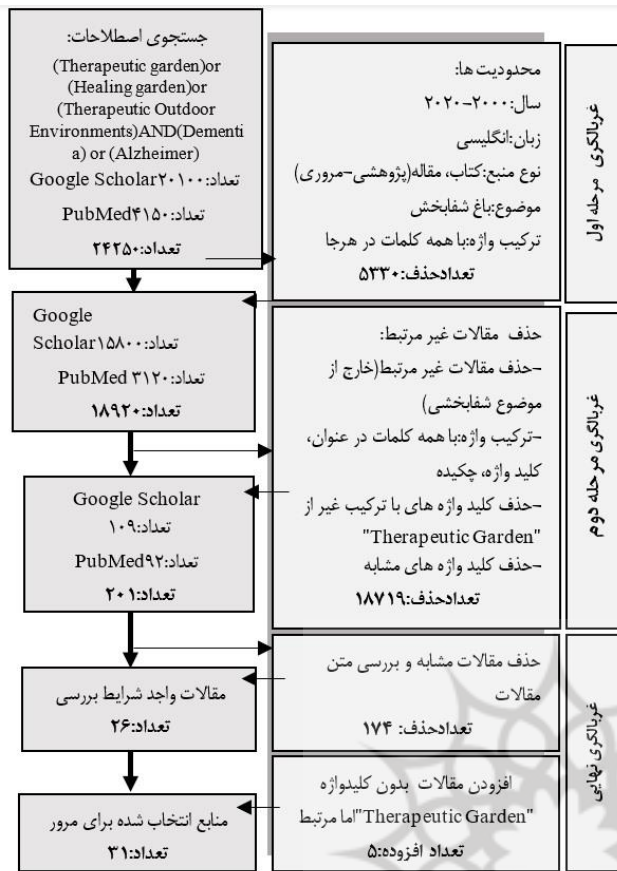 جستجوی اصطلاحات:
(Therapeutic garden)or
(Healing garden)or
(Therapeutic Outdoor
Environments)AND(Dementi
a) or (Alzheimer)
تعداد:۲۰۱۰۰Google Scholar
تعداد:۴۱۵۰PubMed
تعداد:۲۴۲۵۰
محدودیت ها:
سال:۲۰۰۰-۲۰۲۰
زبان:انگلیسی
نوع منبع:کتاب، مقاله(پژوهشی-مروری)
موضوع:باغ شفابخش
ترکیب واژه:با همه کلمات در هرجا
تعدادحذف:۵۳۳۰
غربالگری مرحله اول
Google
تعداد:۱۵۸۰۰Scholar
تعداد:۳۱۲۰ PubMed
تعداد:۱۸۹۲۰
حذف مقالات غیر مرتبط:
-حذف مقالات غیر مرتبط(خارج از
موضوع شفابخشی)
-ترکیب واژه:با همه کلمات در عنوان،
کلید واژه، چکیده
-حذف کلید واژه های با ترکیب غیر از
"Therapeutic Garden"
-حذف کلید واژه های مشابه
تعدادحذف:۱۸۷۱۹
غربالگری مرحله دوم
Google Scholar
تعداد:۱۰۹
تعداد:۹۲PubMed
تعداد:۲۰۱
حذف مقالات مشابه و بررسی متن
مقالات
تعدادحذف: ۱۷۴
غربالگری نهایی
مقالات واجد شرایط بررسی
تعداد:۲۶
افزودن مقالات بدون کلیدواژه
"Therapeutic Garden"اما مرتبط
تعداد افزوده:۵
منابع انتخاب شده برای مرور
تعداد:۳۱